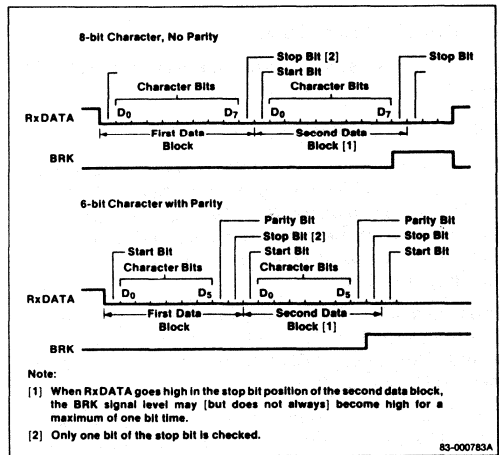 8-bit Character, No Parity
Stop Bit [2] Stop Bit
Start Bit
Character Bits Character Bits
D0 D7 D0 D7
RxDATA
First Data Block
Second Data Block [1]
BRK
6-bit Character with Parity
Parity Bit Parity Bit
Stop Bit [2] Stop Bit
Start Bit Start Bit Start Bit
Character Bits Character Bits
D0 D5 D0 D5
RxDATA
First Data Block
Second Data Block [1]
BRK
Note:
[1] When RxDATA goes high in the stop bit position of the second data block,
the BRK signal level may [but does not always] become high for a
maximum of one bit time.
[2] Only one bit of the stop bit is checked.
83-000783A